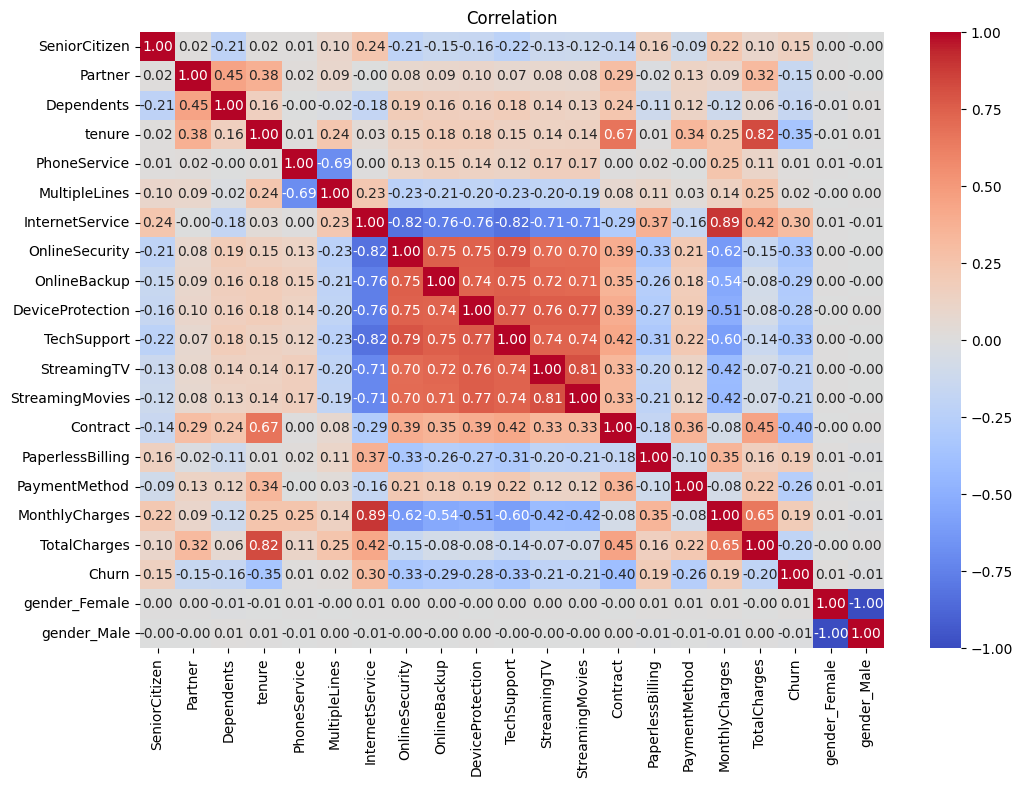 Correlation
SeniorCitizen 1.00 0.02 -0.21 0.02 0.01 0.10 0.24 -0.21 -0.15 -0.16 -0.22 -0.13 -0.12 -0.14 0.16 -0.09 0.22 0.10 0.15 0.00 -0.00
Partner 0.02 1.00 0.45 0.38 0.02 0.09 -0.00 0.08 0.09 0.10 0.07 0.08 0.08 0.29 -0.02 0.13 0.09 0.32 -0.15 0.00 -0.00
Dependents -0.21 0.45 1.00 0.16 -0.00 -0.02 -0.18 0.19 0.16 0.16 0.18 0.14 0.13 0.24 -0.11 0.12 -0.12 0.06 -0.16 -0.01 0.01
tenure 0.02 0.38 0.16 1.00 0.01 0.24 0.03 0.15 0.18 0.18 0.15 0.14 0.14 0.67 0.01 0.34 0.25 0.82 -0.35 -0.01 0.01
PhoneService 0.01 0.02 -0.00 0.01 1.00 -0.69 0.00 0.13 0.15 0.14 0.12 0.17 0.17 0.00 0.02 -0.00 0.25 0.11 0.01 0.01 -0.01
MultipleLines 0.10 0.09 -0.02 0.24 -0.69 1.00 0.23 -0.23 -0.21 -0.20 -0.23 -0.20 -0.19 0.08 0.11 0.03 0.14 0.25 0.02 -0.00 0.00
InternetService 0.24 -0.00 -0.18 0.03 0.00 0.23 1.00 -0.82 -0.76 -0.76 -0.82 -0.71 -0.71 -0.29 0.37 -0.16 0.89 0.42 0.30 0.01 -0.01
OnlineSecurity -0.21 0.08 0.19 0.15 0.13 -0.23 -0.82 1.00 0.75 0.75 0.79 0.70 0.70 0.39 -0.33 0.21 -0.62 -0.15 -0.33 0.00 -0.00
OnlineBackup -0.15 0.09 0.16 0.18 0.15 -0.21 -0.76 0.75 1.00 0.74 0.75 0.72 0.71 0.35 -0.26 0.18 -0.54 -0.08 -0.29 0.00 -0.00
DeviceProtection -0.16 0.10 0.16 0.18 0.14 -0.20 -0.76 0.75 0.74 1.00 0.77 0.76 0.77 0.39 -0.27 0.19 -0.51 -0.08 -0.28 0.00 -0.00
TechSupport -0.22 0.07 0.18 0.15 0.12 -0.23 -0.82 0.79 0.75 0.77 1.00 0.74 0.74 0.42 -0.31 0.22 -0.60 -0.14 -0.33 0.00 -0.00
StreamingTV -0.13 0.08 0.14 0.14 0.17 -0.20 -0.71 0.70 0.72 0.76 0.74 1.00 0.81 0.33 -0.20 0.12 -0.42 -0.07 -0.21 0.00 -0.00
StreamingMovies -0.12 0.08 0.13 0.14 0.17 -0.19 -0.71 0.70 0.71 0.77 0.74 0.81 1.00 0.33 -0.21 0.12 -0.42 -0.07 -0.21 0.00 -0.00
Contract -0.14 0.29 0.24 0.67 0.00 0.08 -0.29 0.39 0.35 0.39 0.42 0.33 0.33 1.00 -0.18 0.36 -0.08 0.45 -0.40 -0.00 0.00
PaperlessBilling 0.16 -0.02 -0.11 0.01 0.02 0.11 0.37 -0.33 -0.26 -0.27 -0.31 -0.20 -0.21 -0.18 1.00 -0.10 0.35 0.16 0.19 0.01 -0.01
PaymentMethod -0.09 0.13 0.12 0.34 -0.00 0.03 -0.16 0.21 0.18 0.19 0.22 0.12 0.12 0.36 -0.10 1.00 -0.08 0.22 -0.26 0.01 -0.01
MonthlyCharges 0.22 0.09 -0.12 0.25 0.25 0.14 0.89 -0.62 -0.54 -0.51 -0.60 -0.42 -0.42 -0.08 0.35 -0.08 1.00 0.65 0.19 0.01 -0.01
TotalCharges 0.10 0.32 0.06 0.82 0.11 0.25 0.42 -0.15 -0.08 -0.08 -0.14 -0.07 -0.07 0.45 0.16 0.22 0.65 1.00 -0.20 -0.00 0.00
Churn 0.15 -0.15 -0.16 -0.35 0.01 0.02 0.30 -0.33 -0.29 -0.28 -0.33 -0.21 -0.21 -0.40 0.19 -0.26 0.19 -0.20 1.00 0.01 -0.01
gender_Female 0.00 0.00 -0.01 -0.01 0.01 -0.00 0.01 0.00 0.00 0.00 0.00 0.00 0.00 -0.00 0.01 0.01 0.01 -0.00 0.01 1.00 -1.00
gender_Male -0.00 -0.00 0.01 0.01 -0.01 0.00 -0.01 -0.00 -0.00 -0.00 -0.00 -0.00 -0.00 0.00 -0.01 -0.01 -0.01 0.00 -0.01 -1.00 1.00
SeniorCitizen
Partner
Dependents
tenure
PhoneService
MultipleLines
InternetService
OnlineSecurity
OnlineBackup
DeviceProtection
TechSupport
StreamingTV
StreamingMovies
Contract
PaperlessBilling
PaymentMethod
MonthlyCharges
TotalCharges
Churn
gender_Female
gender_Male
1.00
0.75
0.50
0.25
0.00
-0.25
-0.50
-0.75
-1.00